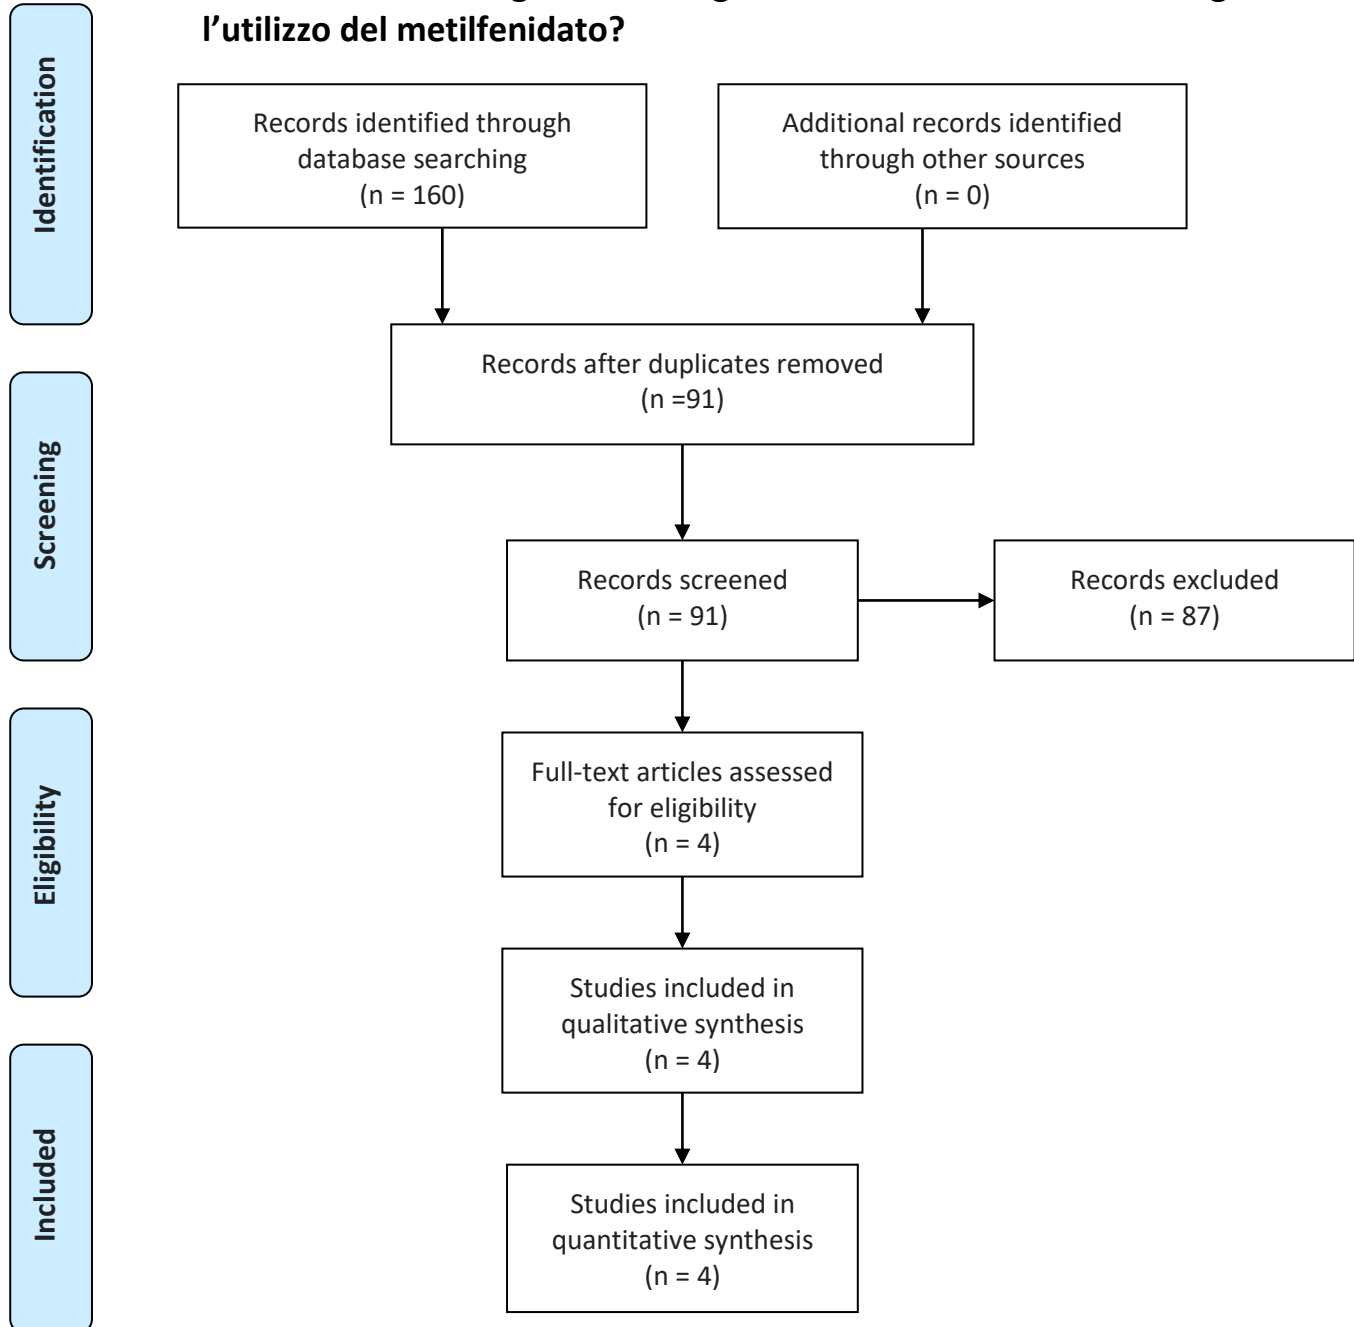 l’utilizzo del metilfenidato?
Identification
Records identified through
database searching
(n = 160)
Additional records identified
through other sources
(n = 0)
Records after duplicates removed
(n =91)
Screening
Records screened
(n = 91)
Records excluded
(n = 87)
Eligibility
Full-text articles assessed
for eligibility
(n = 4)
Studies included in
qualitative synthesis
(n = 4)
Included
Studies included in
quantitative synthesis
(n = 4)